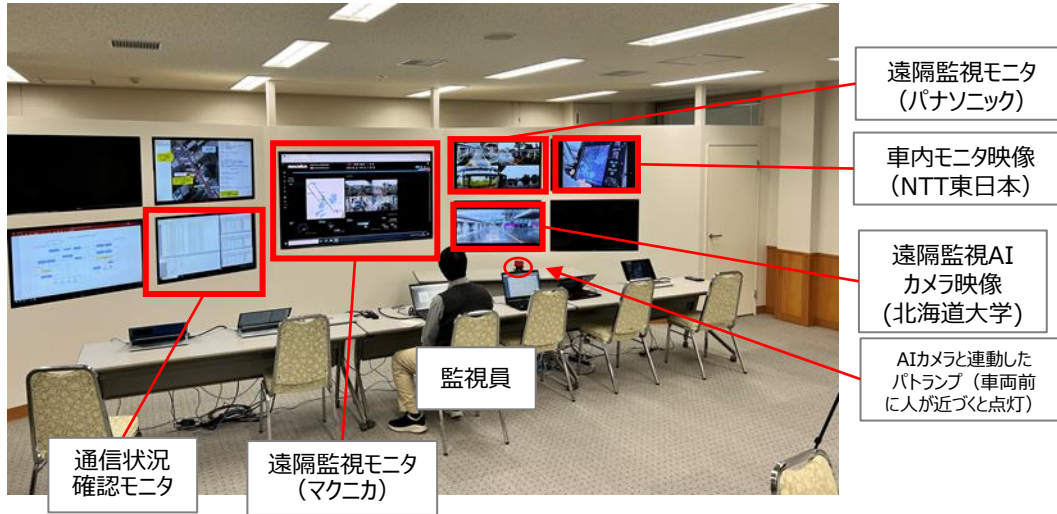 遠隔監視モニタ
（パナソニック）
車内モニタ映像
（NTT東日本）
遠隔監視AI
カメラ映像
(北海道大学)
AIカメラと連動した
パトランプ（車両前
に人が近づくと点灯）
監視員
通信状況
確認モニタ
遠隔監視モニタ
（マクニカ）